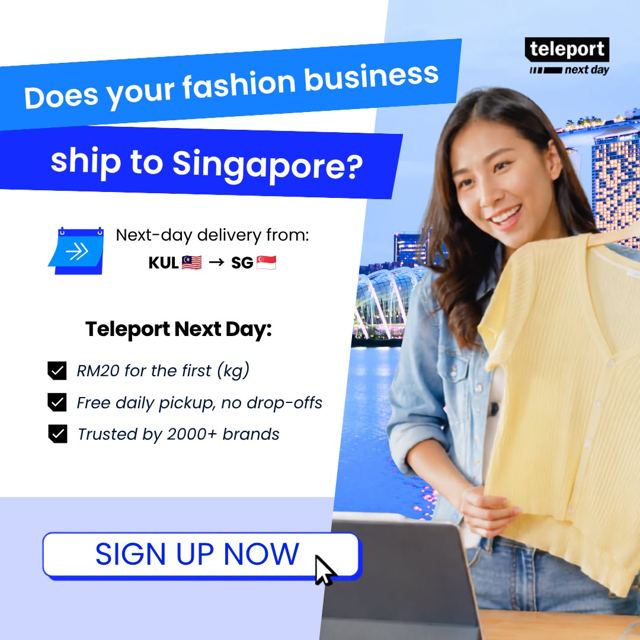 teleport
next day
Does your fashion business
ship to Singapore?
Next-day delivery from:
KUL🇲🇾 → SG🇸🇬
Teleport Next Day:
RM20 for the first (kg)
Free daily pickup, no drop-offs
Trusted by 2000+ brands
SIGN UP NOW